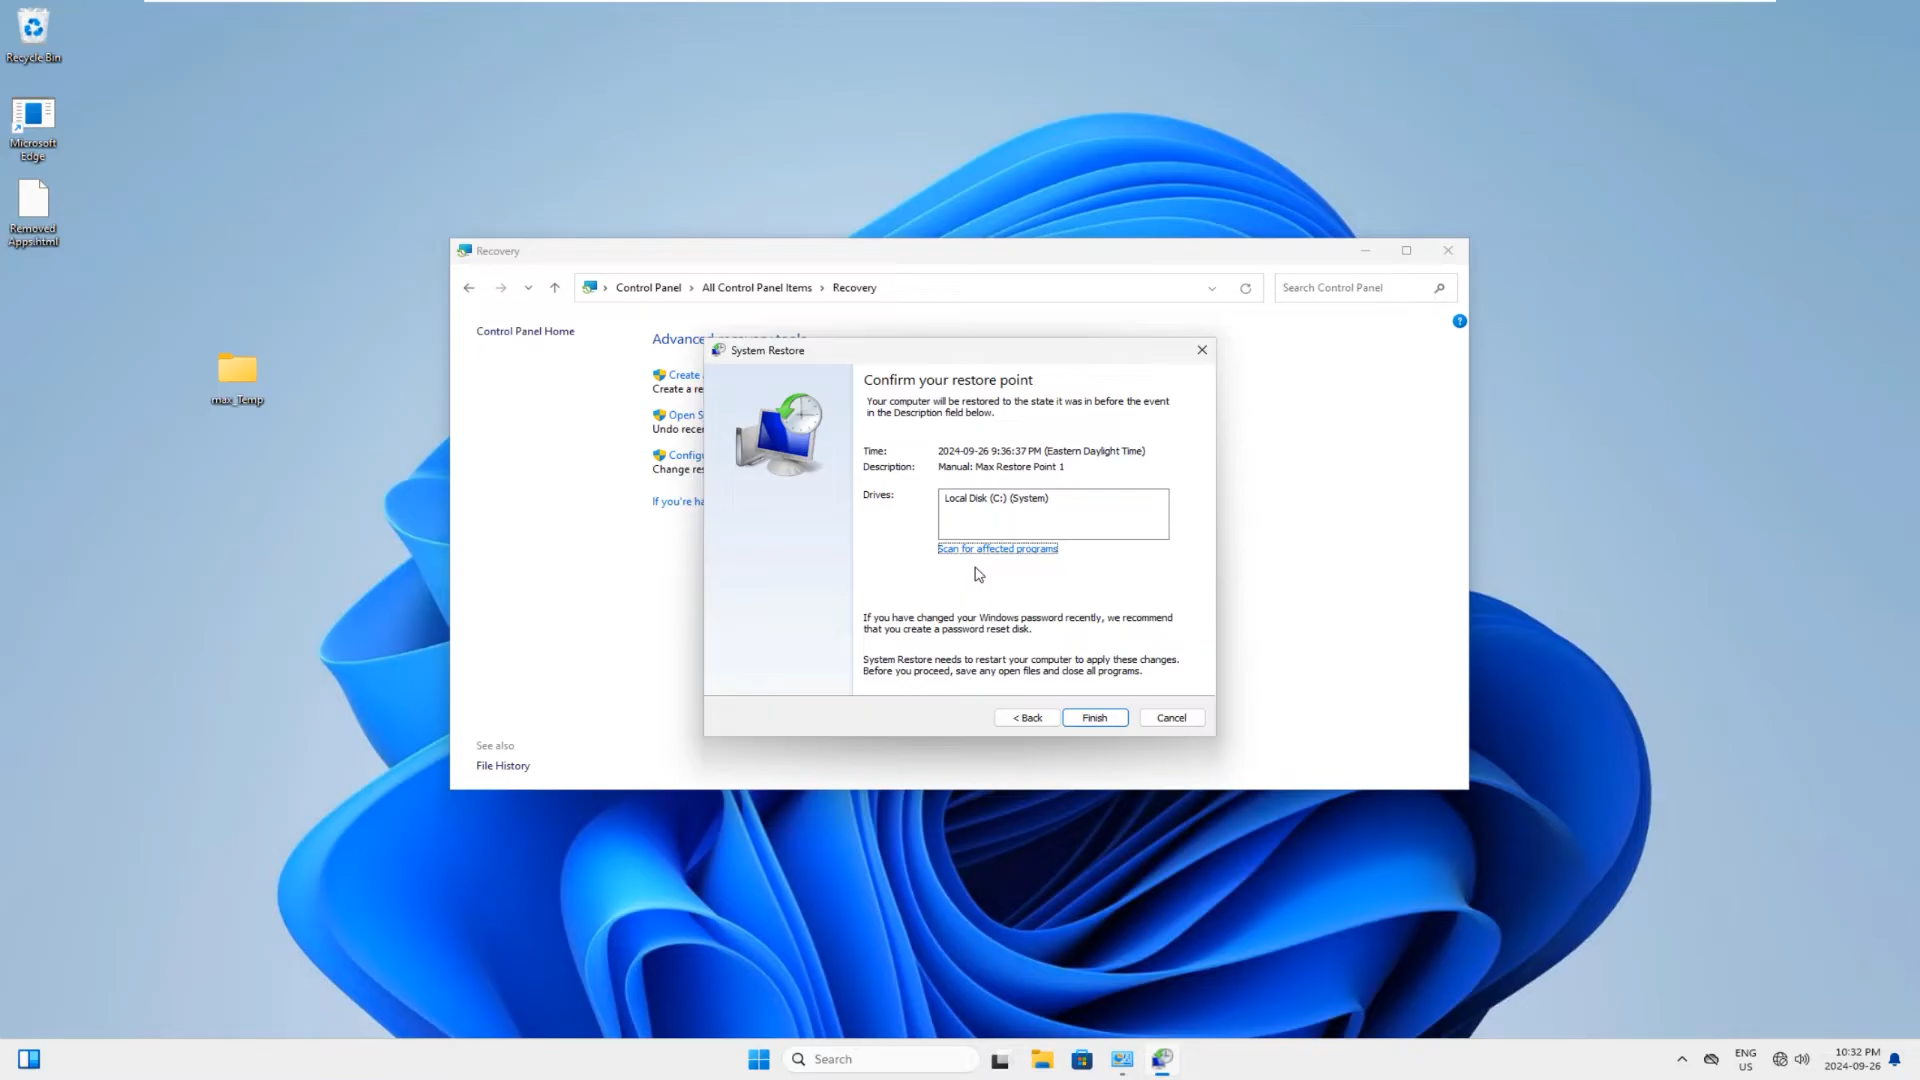 Recycle Bin
Microsoft
Edge
Removed
Apps.html
max_Temp
Recovery
Control Panel
All Control Panel Items
Recovery
Search Control Panel
Control Panel Home
Create
Create a re
Open S
Undo recen
Configu
Change res
If you're ha
See also
File History
System Restore
Confirm your restore point
Your computer will be restored to the state it was in before the event
in the Description field below.
Time: 2024-09-26 9:36:37 PM (Eastern Daylight Time)
Description: Manual: Max Restore Point 1
Drives: Local Disk (C:) (System)
Scan for affected programs
If you have changed your Windows password recently, we recommend
that you create a password reset disk.
System Restore needs to restart your computer to apply these changes.
Before you proceed, save any open files and close all programs.
< Back
Finish
Cancel
Search
ENG
US
10:32 PM
2024-09-26